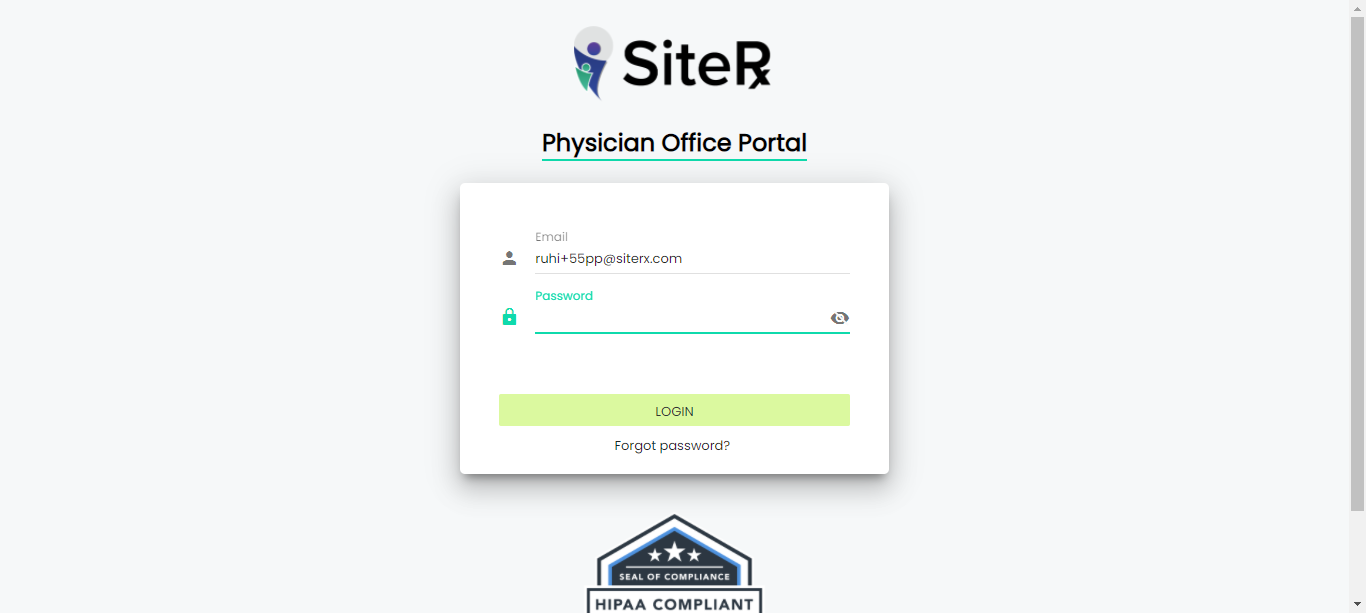 SiteRx
Physician Office Portal
Email
ruhi+55pp@siterx.com
Password
LOGIN
Forgot password?
SEAL OF COMPLIANCE
HIPAA COMPLIANT